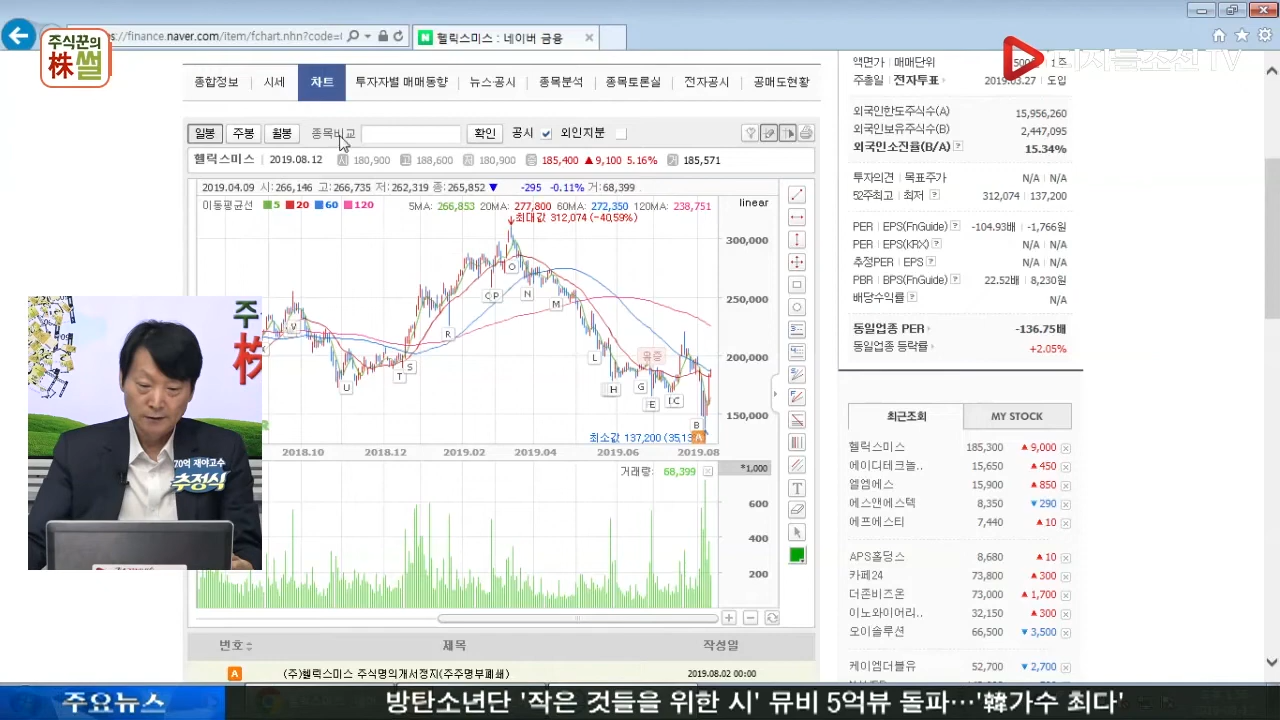 주식꾼의
株썰
s://finance.naver.com/item/fchart.nhn?code=(
헬릭스미스 : 네이버 금융
종합정보 시세 차트 투자자별 매매동향 뉴스·공시 종목분석 종목토론실 전자공시 공매도현황
일봉 주봉 월봉 종목비교 확인 공시 외인지분
헬릭스미스 2019.08.12 시 180,900 고 188,600 저 180,900 종 185,400 ▲ 9,100 5.16% 거 185,571
2019.04.09 시: 266,146 고: 266,735 저: 262,319 종: 265,852 ▼ -295 -0.11% 거: 68,399
이동평균선 5 20 60 120
5MA: 266,853 20MA: 277,800 60MA: 272,350 120MA: 238,751
linear
최대값 312,074 (-40.59%)
300,000
250,000
200,000
150,000
V U T S R Q P O N M L H G E I C B A
유증
최소값 137,200 (35.13
2018.10 2018.12 2019.02 2019.04 2019.06 2019.08
거래량: 68,399
*1,000
600
400
200
번호 제목 작성일
A (주)헬릭스미스 주식명의개서정지(주주명부폐쇄) 2019.08.02 00:00
액면가 매매단위 500 1주
주총일 전자투표 2019.03.27 도입
외국인한도주식수(A) 15,956,260
외국인보유주식수(B) 2,447,095
외국인소진율(B/A) 15.34%
투자의견 목표주가 N/A N/A
52주최고 최저 312,074 137,200
PER EPS(FnGuide) -104.93배 -1,766원
PER EPS(KRX) N/A N/A
추정PER EPS N/A N/A
PBR BPS(FnGuide) 22.52배 8,230원
배당수익률 N/A
동일업종 PER -136.75배
동일업종 등락률 +2.05%
최근조회 MY STOCK
헬릭스미스 185,300 ▲ 9,000
에이디테크놀.. 15,650 ▲ 450
엘엠에스 15,900 ▲ 850
에스앤에스텍 8,350 ▼ 290
에프에스티 7,440 ▲ 10
APS홀딩스 8,680 ▲ 10
카페24 73,800 ▲ 300
더존비즈온 73,000 ▲ 1,700
이노와이어리.. 32,150 ▲ 300
오이솔루션 66,500 ▼ 3,500
케이엠더블유 52,700 ▼ 2,700
디지틀조선TV
70억 재야고수
추정식
주요뉴스
방탄소년단 '작은 것들을 위한 시' 뮤비 5억뷰 돌파…'韓가수 최다'